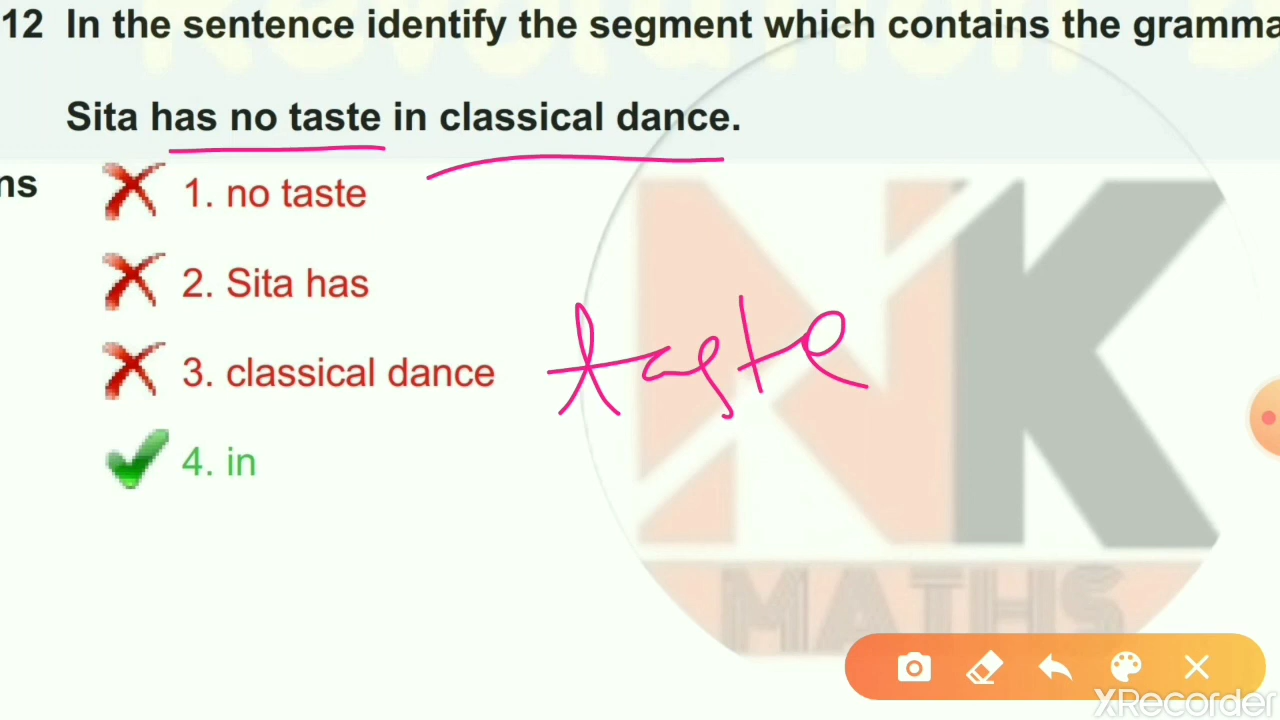 12 In the sentence identify the segment which contains the gramma
Sita has no taste in classical dance.
ns
1. no taste
2. Sita has
3. classical dance
4. in
taste
NK
MATHS
XRecorder